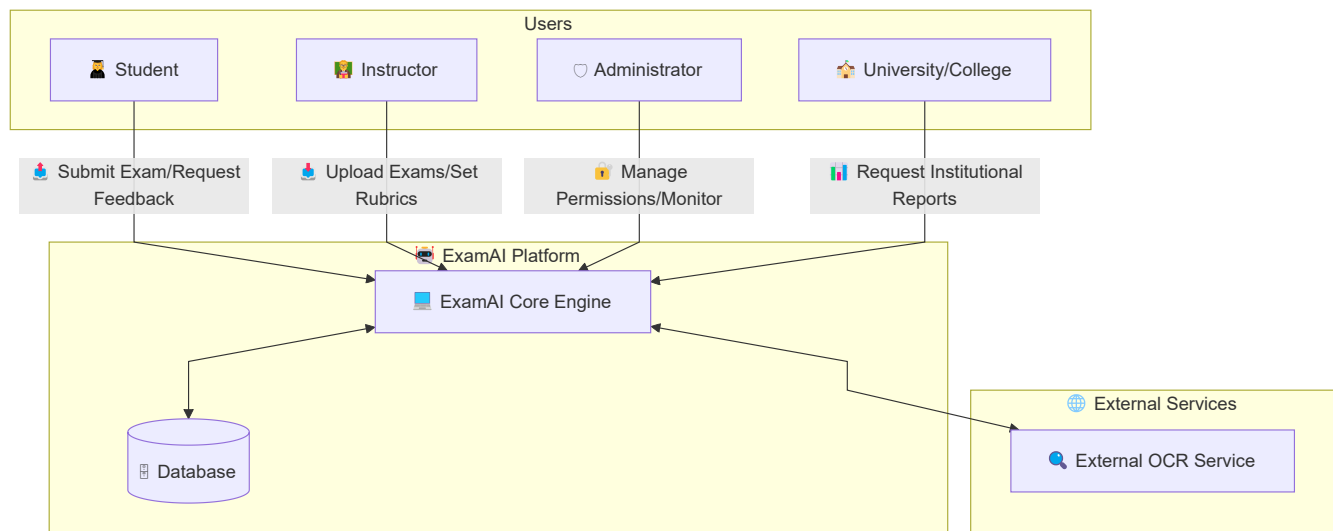 Users
Student
Instructor
Administrator
University/College
Submit Exam/Request
Feedback
Upload Exams/Set
Rubrics
Manage
Permissions/Monitor
Request Institutional
Reports
ExamAI Platform
ExamAI Core Engine
External Services
External OCR Service
Database